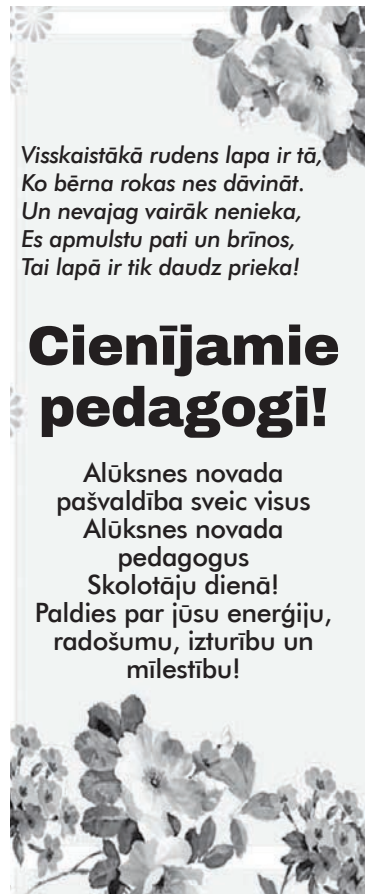 Visskaistākā rudens lapa ir tā,
Ko bērna rokas nes dāvināt.
Un nevajag vairāk nenieka,
Es apmulstu pati un brīnos,
Tai lapā ir tik daudz prieka!
Cienījamie
pedagogi!
Alūksnes novada
pašvaldība sveic visus
Alūksnes novada
pedagogus
Skolotāju dienā!
Paldies par jūsu enerģiju,
radošumu, izturību un
mīlestību!